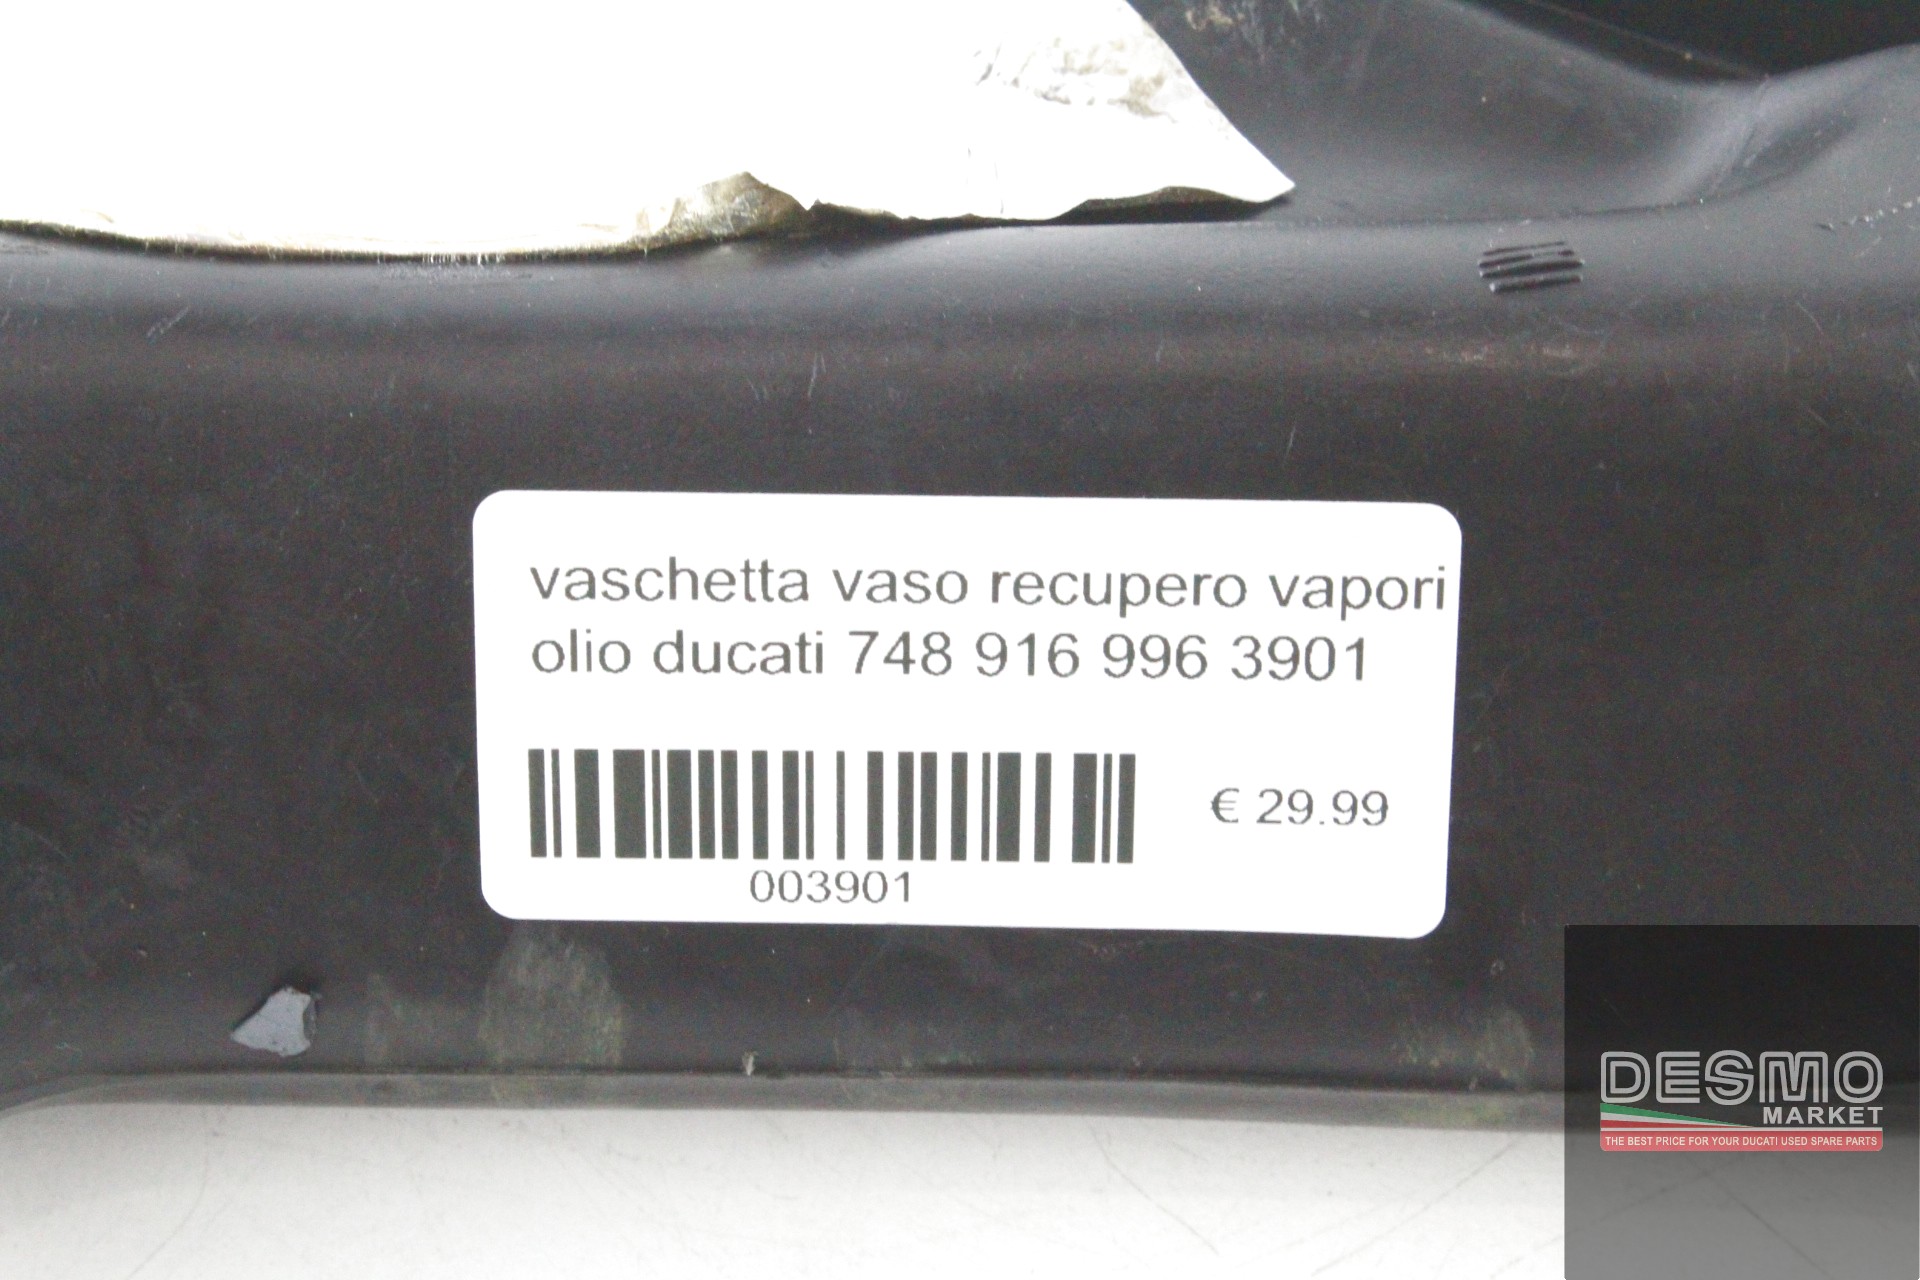 vaschetta vaso recupero vapori
olio ducati 748 916 996 3901
€ 29.99
003901
DESMO
MARKET
THE BEST PRICE FOR YOUR DUCATI USED SPARE PARTS